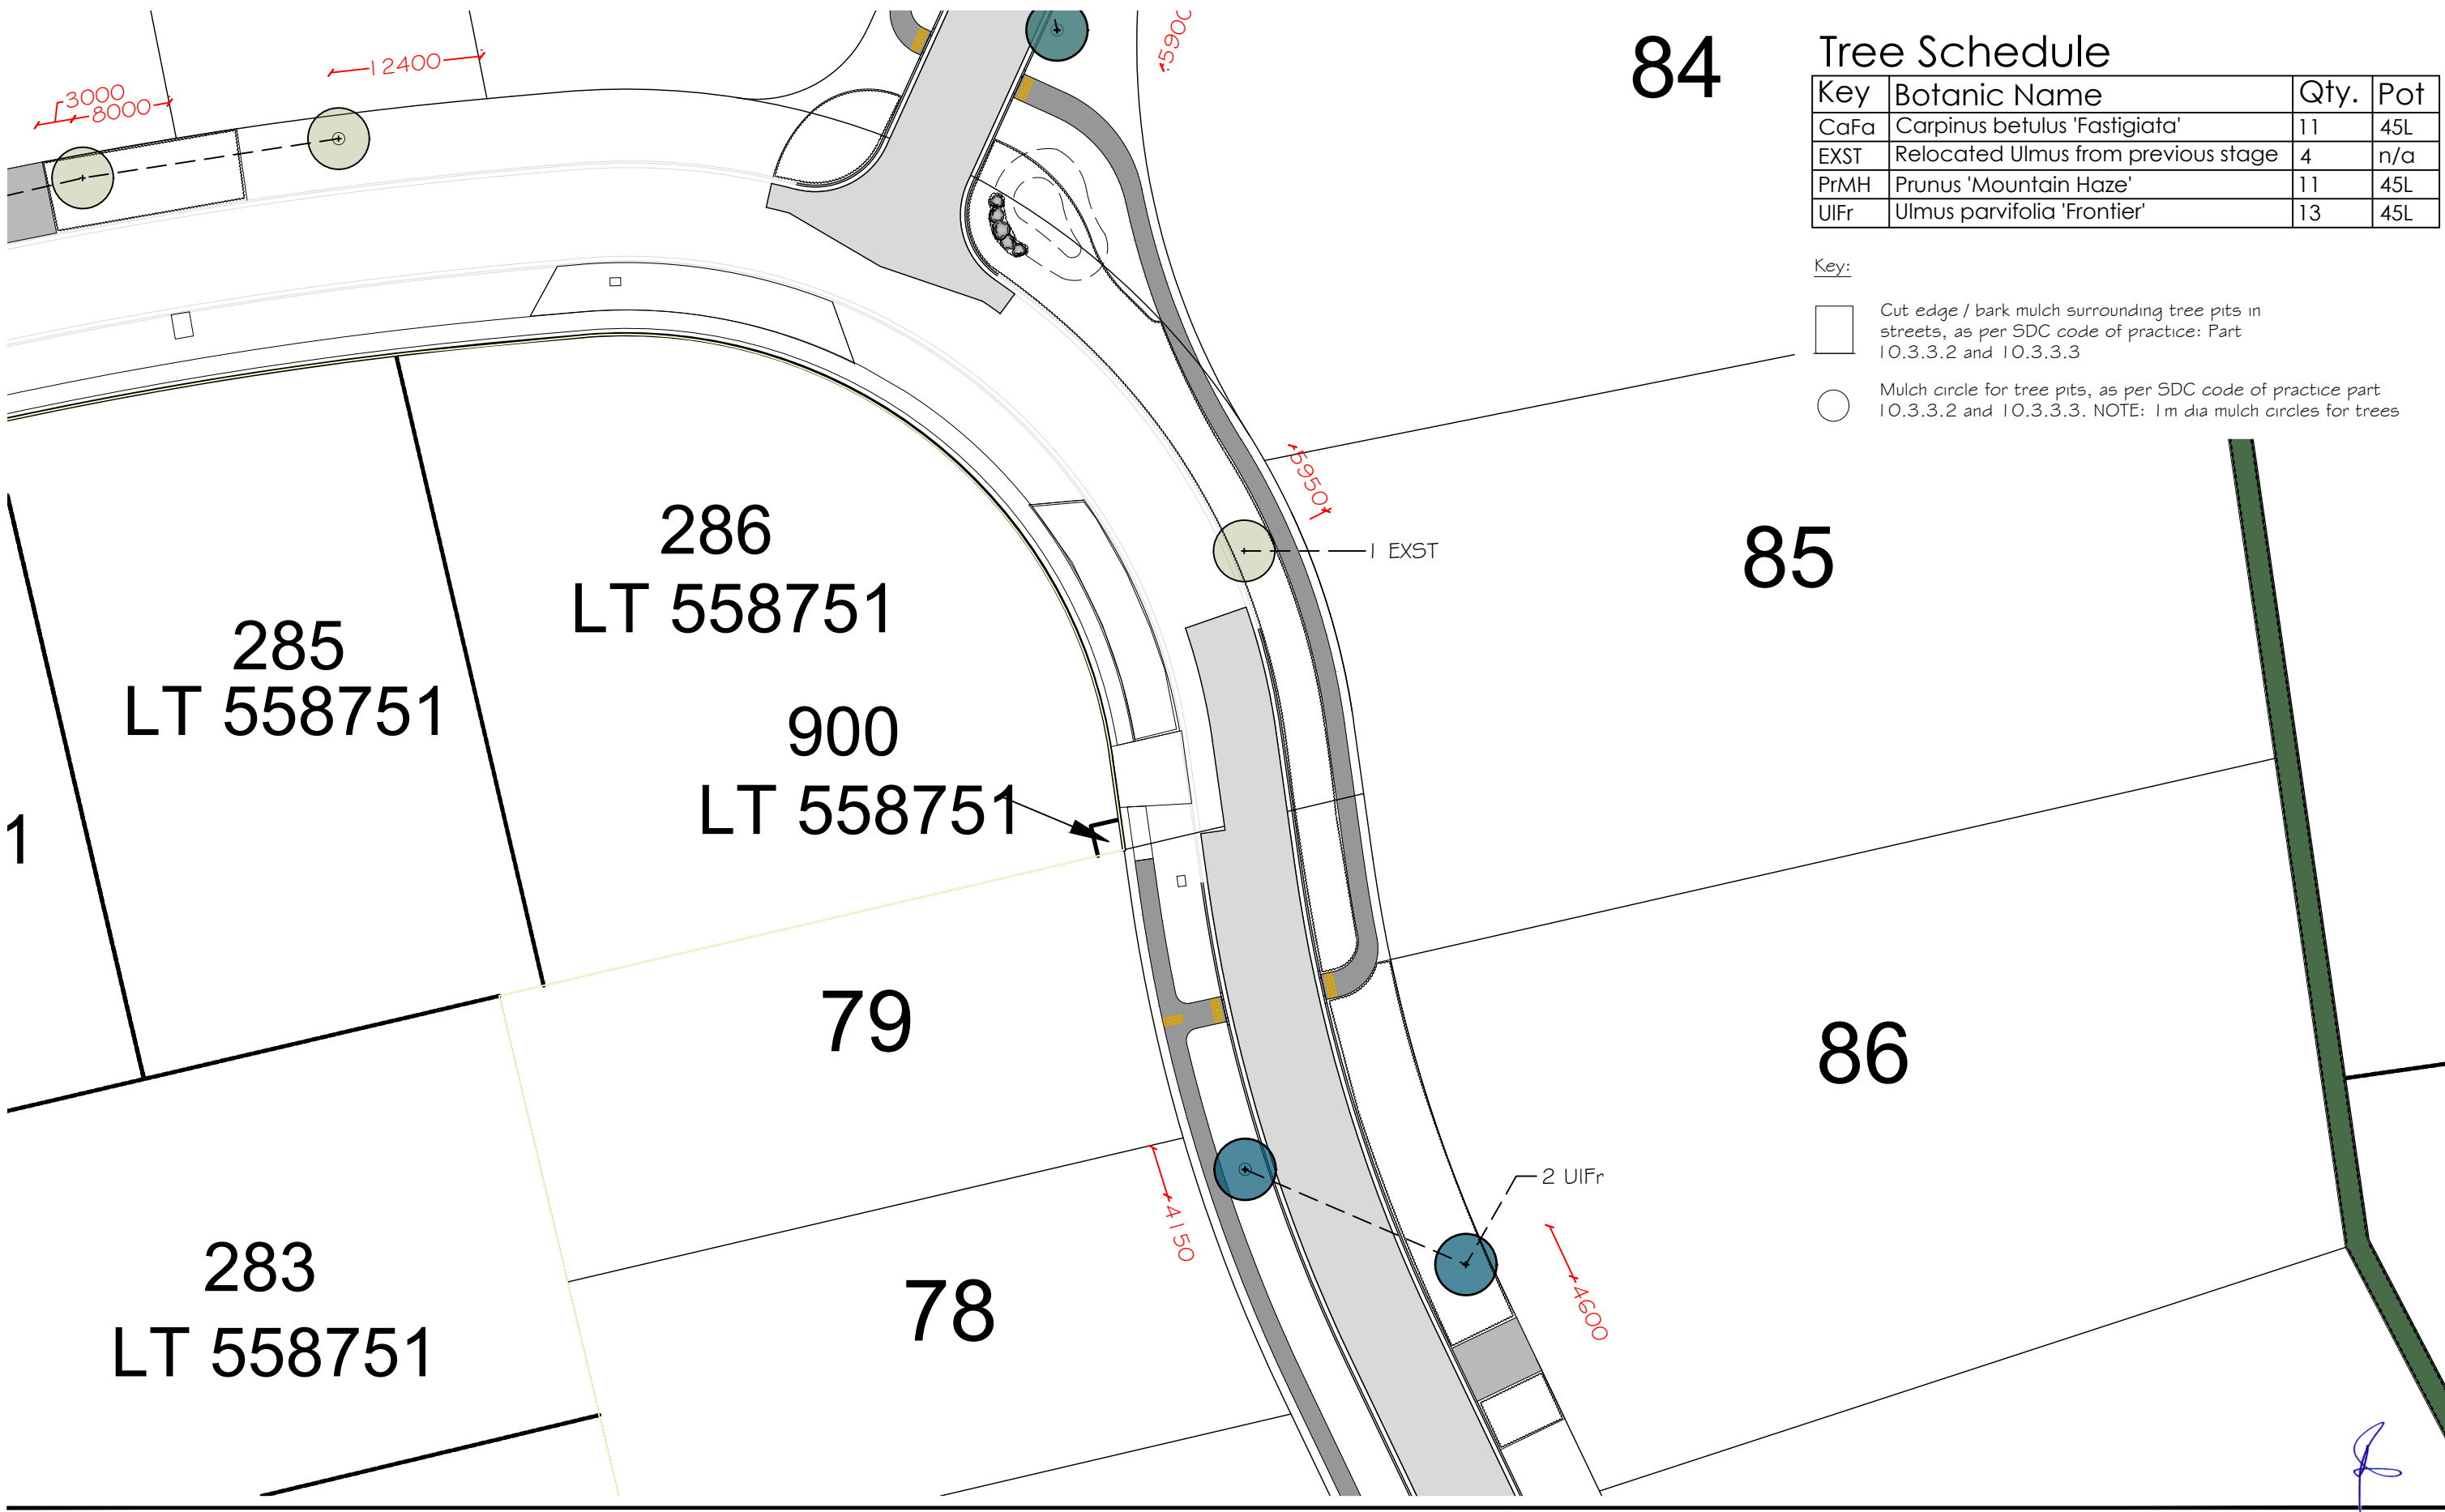 Tree Schedule
Key Botanic Name Qty. Pot
CaFa Carpinus betulus 'Fastigiata' 11 45L
EXST Relocated Ulmus from previous stage 4 n/a
PrMH Prunus 'Mountain Haze' 11 45L
UlFr Ulmus parvifolia 'Frontier' 13 45L
Key:
Cut edge / bark mulch surrounding tree pits in
streets, as per SDC code of practice: Part
10.3.3.2 and 10.3.3.3
Mulch circle for tree pits, as per SDC code of practice part
10.3.3.2 and 10.3.3.3. NOTE: 1m dia mulch circles for trees
84
12400
3000
8000
5900
5950
1 EXST
85
286
LT 558751
285
LT 558751
900
LT 558751
1
79
86
2 UlFr
4150
4600
283
LT 558751
78